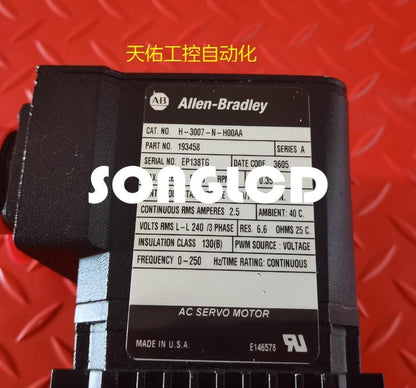 天佑工控自动化
AB Allen-Bradley
CAT. NO. H-3007-N-H00AA
PART NO. 193458 SERIES A
SERIAL NO. EP138TG DATE CODE 3605
SONGLCD
CONTINUOUS RMS AMPERES 2.5 AMBIENT: 40 C.
VOLTS RMS L-L 240 /3 PHASE RES. 6.6 OHMS 25 C.
INSULATION CLASS 130(B) PWM SOURCE : VOLTAGE
FREQUENCY 0-250 Hz/TIME RATING: CONTINUOUS
AC SERVO MOTOR
MADE IN U.S.A. E146578